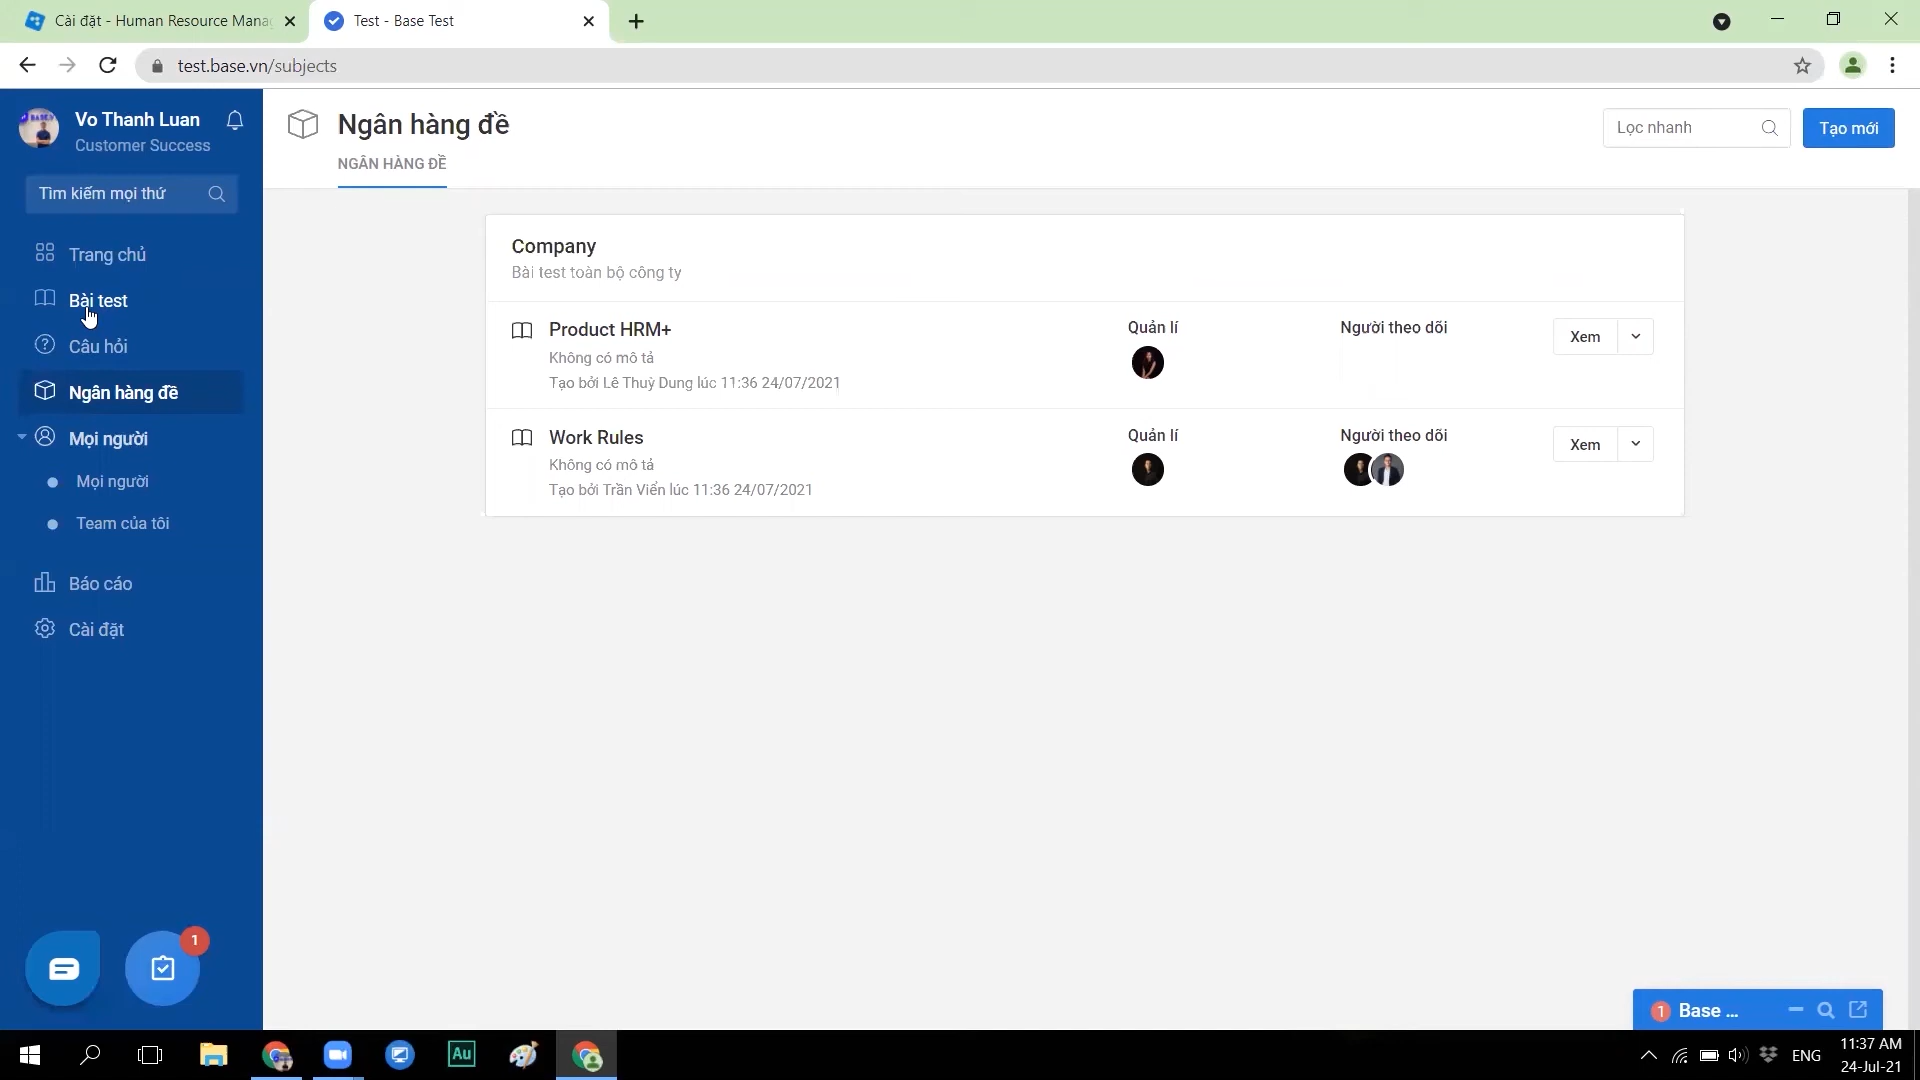 Cài đặt - Human Resource Mana
Test - Base Test
test.base.vn/subjects
Vo Thanh Luan
Customer Success
Tìm kiếm mọi thứ
Trang chủ
Bài test
Câu hỏi
Ngân hàng đề
Mọi người
Mọi người
Team của tôi
Báo cáo
Cài đặt
1
Ngân hàng đề
NGÂN HÀNG ĐỀ
Lọc nhanh
Tạo mới
Company
Bài test toàn bộ công ty
Product HRM+
Không có mô tả
Tạo bởi Lê Thuỳ Dung lúc 11:36 24/07/2021
Quản lí
Người theo dõi
Xem
Work Rules
Không có mô tả
Tạo bởi Trần Viển lúc 11:36 24/07/2021
Quản lí
Người theo dõi
Xem
1 Base ...
Au
ENG
11:37 AM
24-Jul-21